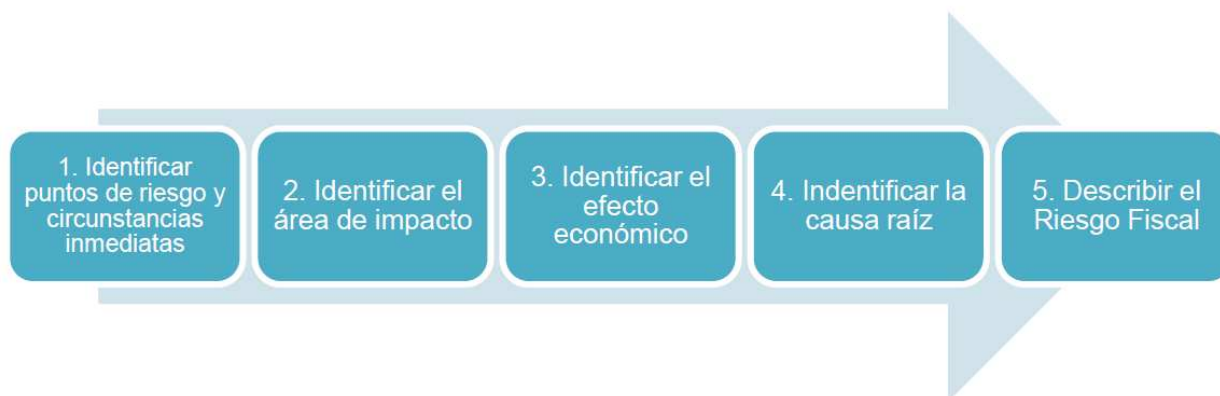 1. Identificar
puntos de riesgo y
circunstancias
inmediatas
2. Identificar el
área de impacto
3. Identificar el
efecto
económico
4. Indentificar la
causa raíz
5. Describir el
Riesgo Fiscal